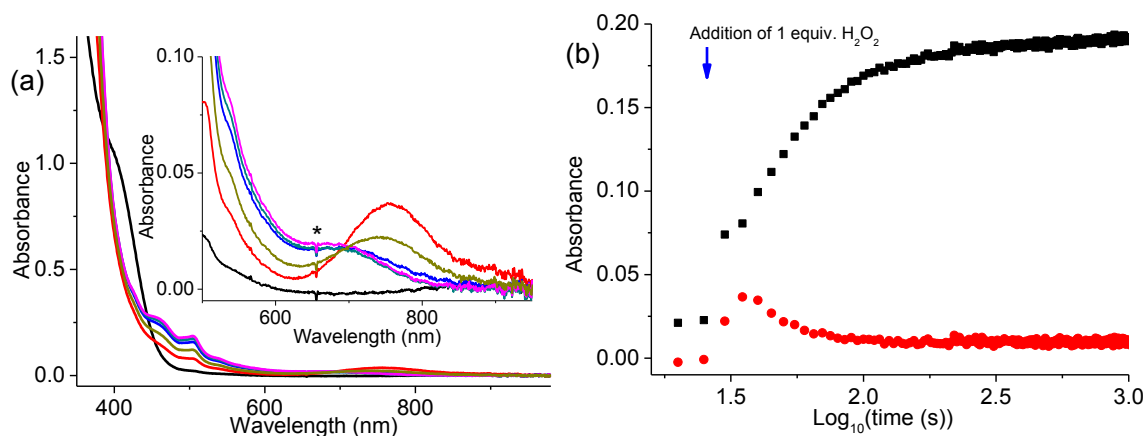 (a)
1.5
1.0
0.5
0.0
Absorbance
400
600
800
Wavelength (nm)
0.10
0.05
0.00
Absorbance
*
600
800
Wavelength (nm)
(b)
Addition of 1 equiv. H₂O₂
0.20
0.15
0.10
0.05
0.00
Absorbance
1.5
2.0
2.5
3.0
Log₁₀(time (s))